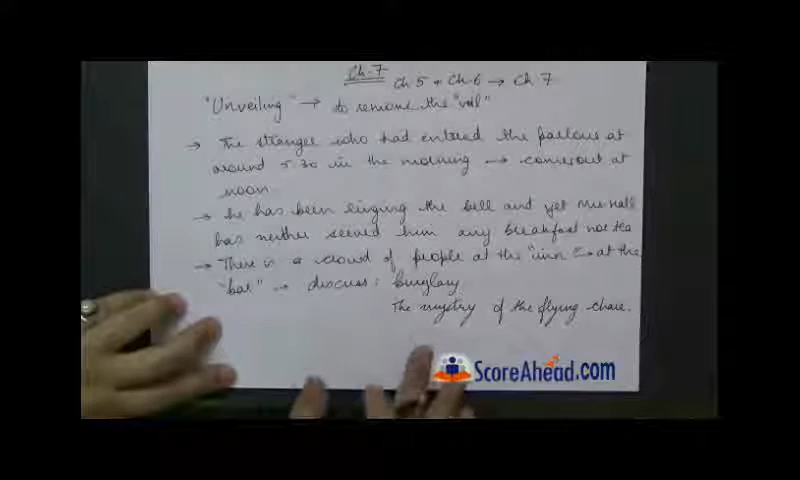 Ch-7
Ch 5 + Ch-6 → Ch 7
"Unveiling" → to remove the "veil"
→ The stranger who had entered the parlour at
around 5.30 in the morning → comesout at
noon
→ he has been ringing the bell and yet Mrs Hall
has neither served him any breakfast nor tea
→ There is a crowd of people at the "inn" → at the
"bar" → discuss: burglary
The mystry of the flying chair.
ScoreAhead.com